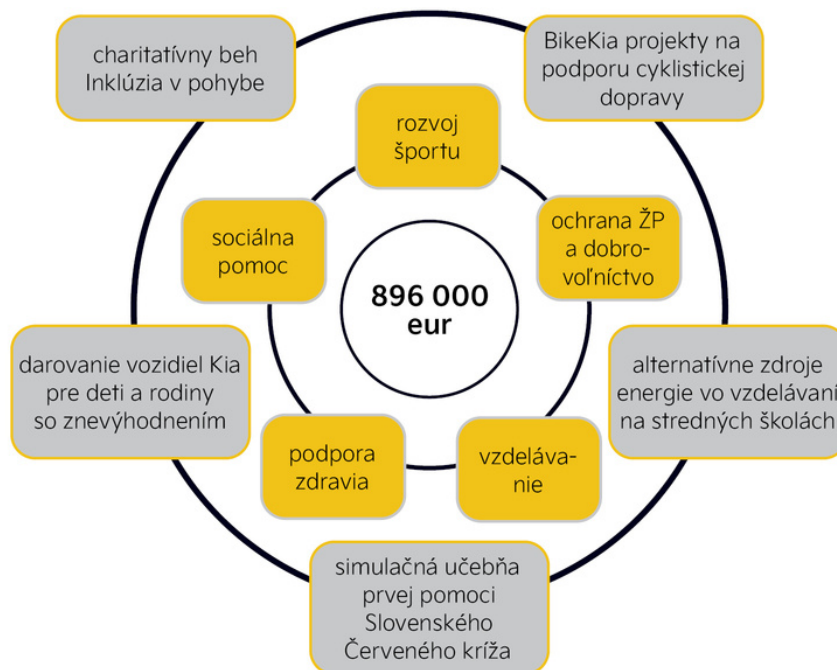 charitatívny beh
Inklúzia v pohybe
BikeKia projekty na
podporu cyklistickej
dopravy
rozvoj
športu
sociálna
pomoc
ochrana ŽP
a dobro-
voľníctvo
896 000
eur
darovanie vozidiel Kia
pre deti a rodiny
so znevýhodnením
alternatívne zdroje
energie vo vzdelávaní
na stredných školách
podpora
zdravia
vzdeláva-
nie
simulačná učebňa
prvej pomoci
Slovenského
Červeného kríža